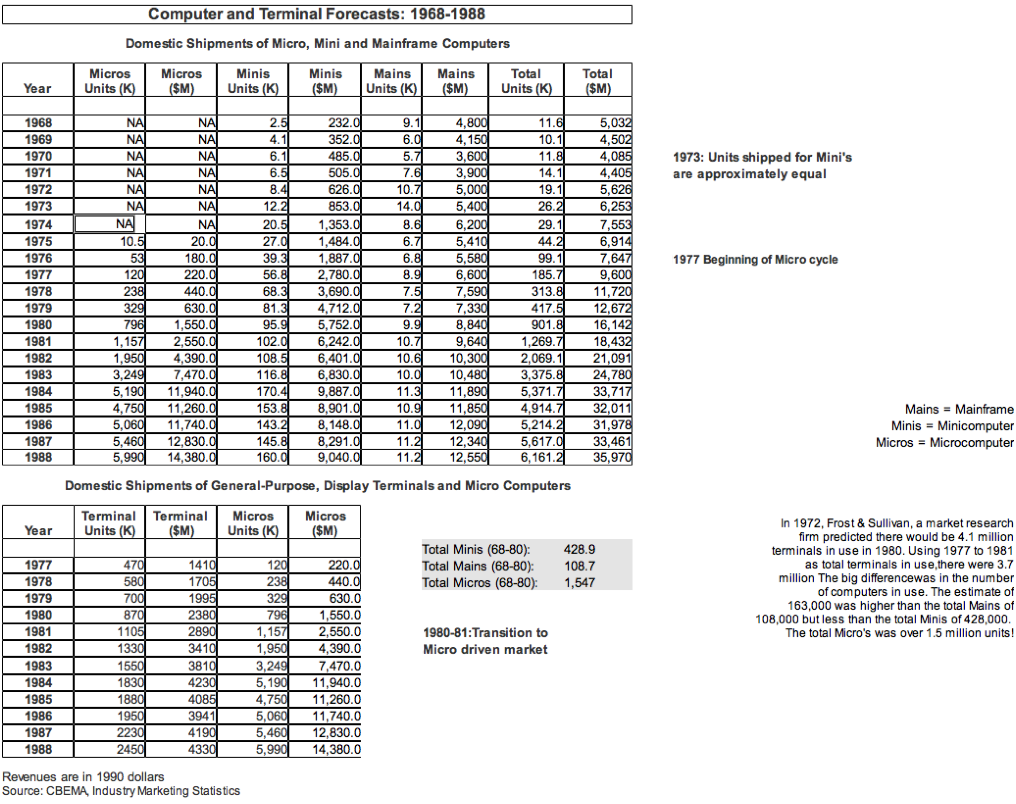 Computer and Terminal Forecasts: 1968-1988
Domestic Shipments of Micro, Mini and Mainframe Computers
Micros Micros Minis Minis Mains Mains Total Total
Year Units (K) ($M) Units (K) ($M) Units (K) ($M) Units (K) ($M)
1968 NA NA 2.5 232.0 9.1 4,800 11.6 5,032
1969 NA NA 4.1 352.0 6.0 4,150 10.1 4,502
1970 NA NA 6.1 485.0 5.7 3,600 11.8 4,085
1971 NA NA 6.5 505.0 7.6 3,900 14.1 4,405
1972 NA NA 8.4 626.0 10.7 5,000 19.1 5,626
1973 NA NA 12.2 853.0 14.0 5,400 26.2 6,253
1974 NA NA 20.5 1,353.0 8.6 6,200 29.1 7,553
1975 10.5 20.0 27.0 1,484.0 6.7 5,410 44.2 6,914
1976 53 180.0 39.3 1,887.0 6.8 5,580 99.1 7,647
1977 120 220.0 56.8 2,780.0 8.9 6,600 185.7 9,600
1978 238 440.0 68.3 3,690.0 7.5 7,590 313.8 11,720
1979 329 630.0 81.3 4,712.0 7.2 7,330 417.5 12,672
1980 796 1,550.0 95.9 5,752.0 9.9 8,840 901.8 16,142
1981 1,157 2,550.0 102.0 6,242.0 10.7 9,640 1,269.7 18,432
1982 1,950 4,390.0 108.5 6,401.0 10.6 10,300 2,069.1 21,091
1983 3,249 7,470.0 116.8 6,830.0 10.0 10,480 3,375.8 24,780
1984 5,190 11,940.0 170.4 9,887.0 11.3 11,890 5,371.7 33,717
1985 4,750 11,260.0 153.8 8,901.0 10.9 11,850 4,914.7 32,011
1986 5,060 11,740.0 143.2 8,148.0 11.0 12,090 5,214.2 31,978
1987 5,460 12,830.0 145.8 8,291.0 11.2 12,340 5,617.0 33,461
1988 5,990 14,380.0 160.0 9,040.0 11.2 12,550 6,161.2 35,970
1973: Units shipped for Mini's
are approximately equal
1977 Beginning of Micro cycle
Mains = Mainframe
Minis = Minicomputer
Micros = Microcomputer
Domestic Shipments of General-Purpose, Display Terminals and Micro Computers
Terminal Terminal Micros Micros
Year Units (K) ($M) Units (K) ($M)
1977 470 1410 120 220.0
1978 580 1705 238 440.0
1979 700 1995 329 630.0
1980 870 2380 796 1,550.0
1981 1105 2890 1,157 2,550.0
1982 1330 3410 1,950 4,390.0
1983 1550 3810 3,249 7,470.0
1984 1830 4230 5,190 11,940.0
1985 1880 4085 4,750 11,260.0
1986 1950 3941 5,060 11,740.0
1987 2230 4190 5,460 12,830.0
1988 2450 4330 5,990 14,380.0
Total Minis (68-80): 428.9
Total Mains (68-80): 108.7
Total Micros (68-80): 1,547
1980-81:Transition to
Micro driven market
In 1972, Frost & Sullivan, a market research
firm predicted there would be 4.1 million
terminals in use in 1980. Using 1977 to 1981
as total terminals in use,there were 3.7
million The big differencewas in the number
of computers in use. The estimate of
163,000 was higher than the total Mains of
108,000 but less than the total Minis of 428,000.
The total Micro's was over 1.5 million units!
Revenues are in 1990 dollars
Source: CBEMA, Industry Marketing Statistics